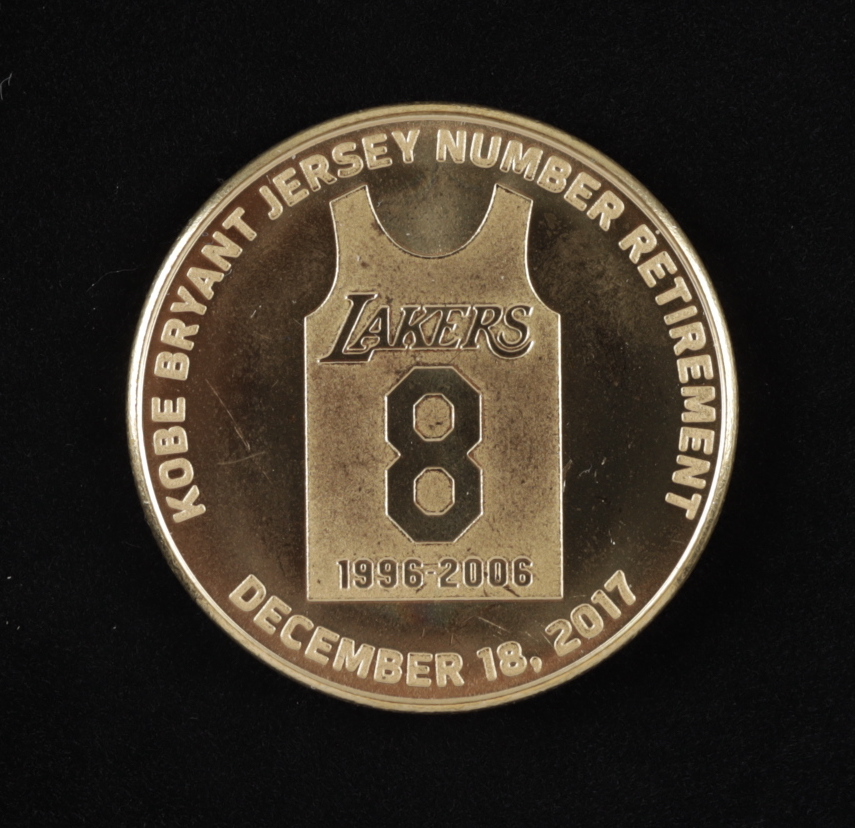 KOBE BRYANT JERSEY NUMBER RETIREMENT
LAKERS
8
1996-2006
DECEMBER 18, 2017